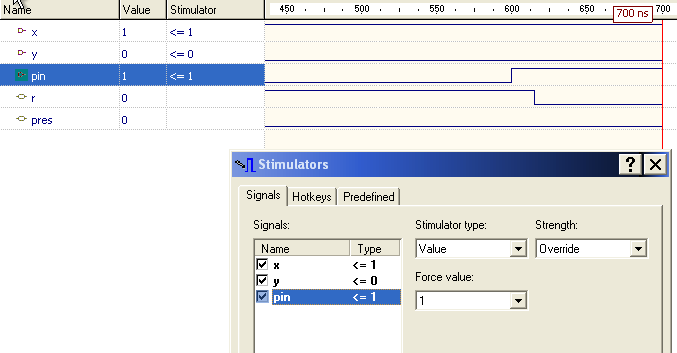 Name Value Stimulator 450 500 550 600 650 700
700 ns
x 1 <= 1
y 0 <= 0
pin 1 <= 1
r 0
pres 0
Stimulators
Signals Hotkeys Predefined
Signals: Stimulator type: Strength:
Name Type Value Override
x <= 1
y <= 0 Force value:
pin <= 1 1